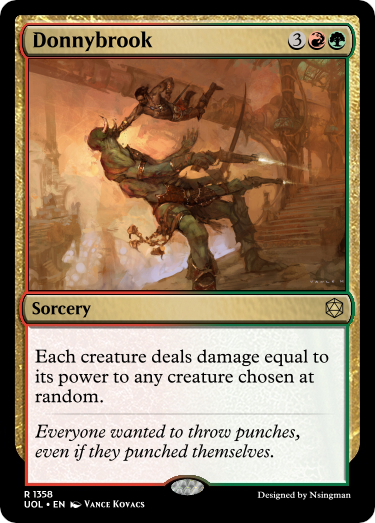 Donnybrook 3
Sorcery
Each creature deals damage equal to
its power to any creature chosen at
random.
Everyone wanted to throw punches,
even if they punched themselves.
R 1358
UOL • EN Vance Kovacs
Designed by Nsingman